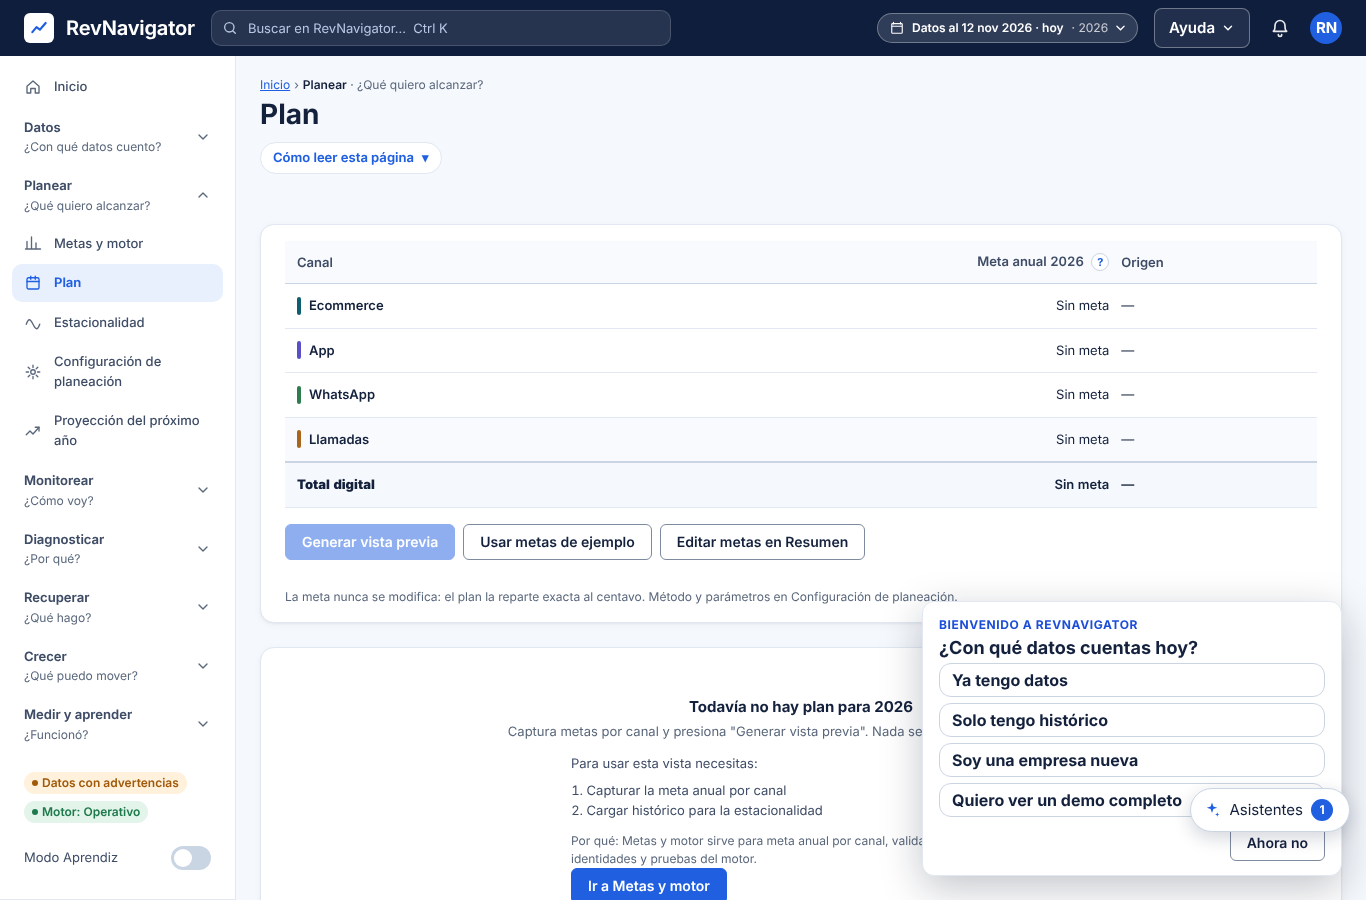 RevNavigator
Buscar en RevNavigator... Ctrl K
Datos al 12 nov 2026 · hoy · 2026
Ayuda
RN
Inicio
Datos
¿Con qué datos cuento?
Planear
¿Qué quiero alcanzar?
Metas y motor
Plan
Estacionalidad
Configuración de
planeación
Proyección del próximo
año
Monitorear
¿Cómo voy?
Diagnosticar
¿Por qué?
Recuperar
¿Qué hago?
Crecer
¿Qué puedo mover?
Medir y aprender
¿Funcionó?
Datos con advertencias
Motor: Operativo
Modo Aprendiz
Inicio › Planear · ¿Qué quiero alcanzar?
Plan
Cómo leer esta página ▾
Canal Meta anual 2026 ? Origen
Ecommerce Sin meta —
App Sin meta —
WhatsApp Sin meta —
Llamadas Sin meta —
Total digital Sin meta —
Generar vista previa Usar metas de ejemplo Editar metas en Resumen
La meta nunca se modifica: el plan la reparte exacta al centavo. Método y parámetros en Configuración de planeación.
Todavía no hay plan para 2026
Captura metas por canal y presiona "Generar vista previa". Nada se
Para usar esta vista necesitas:
1. Capturar la meta anual por canal
2. Cargar histórico para la estacionalidad
Por qué: Metas y motor sirve para meta anual por canal,
identidades y pruebas del motor.
Ir a Metas y motor
BIENVENIDO A REVNAVIGATOR
¿Con qué datos cuentas hoy?
Ya tengo datos
Solo tengo histórico
Soy una empresa nueva
Quiero ver un demo completo
Asistentes 1
Ahora no